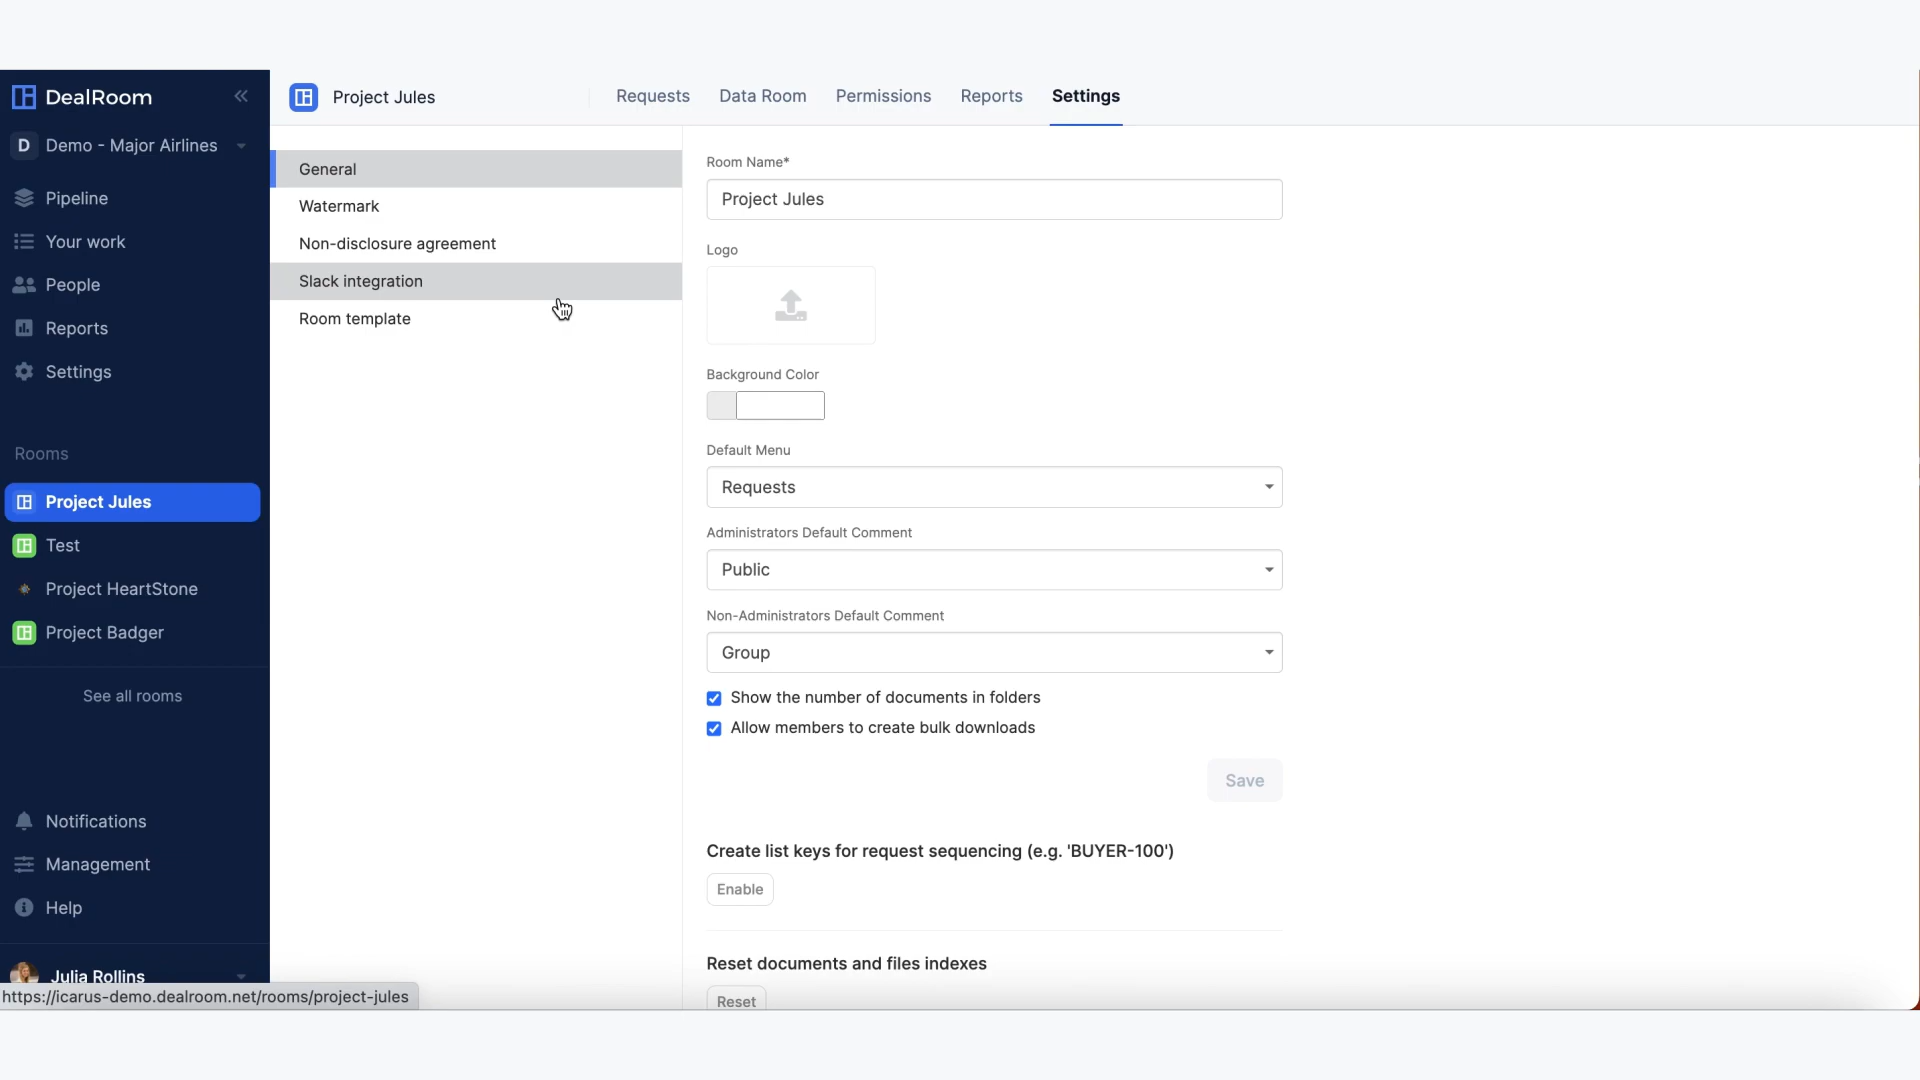 DealRoom
D Demo - Major Airlines
Pipeline
Your work
People
Reports
Settings
Rooms
Project Jules
Test
Project HeartStone
Project Badger
See all rooms
Notifications
Management
Help
Julia Rollins
https://icarus-demo.dealroom.net/rooms/project-jules
Project Jules
Requests Data Room Permissions Reports Settings
General
Watermark
Non-disclosure agreement
Slack integration
Room template
Room Name*
Project Jules
Logo
Background Color
Default Menu
Requests
Administrators Default Comment
Public
Non-Administrators Default Comment
Group
Show the number of documents in folders
Allow members to create bulk downloads
Save
Create list keys for request sequencing (e.g. 'BUYER-100')
Enable
Reset documents and files indexes
Reset